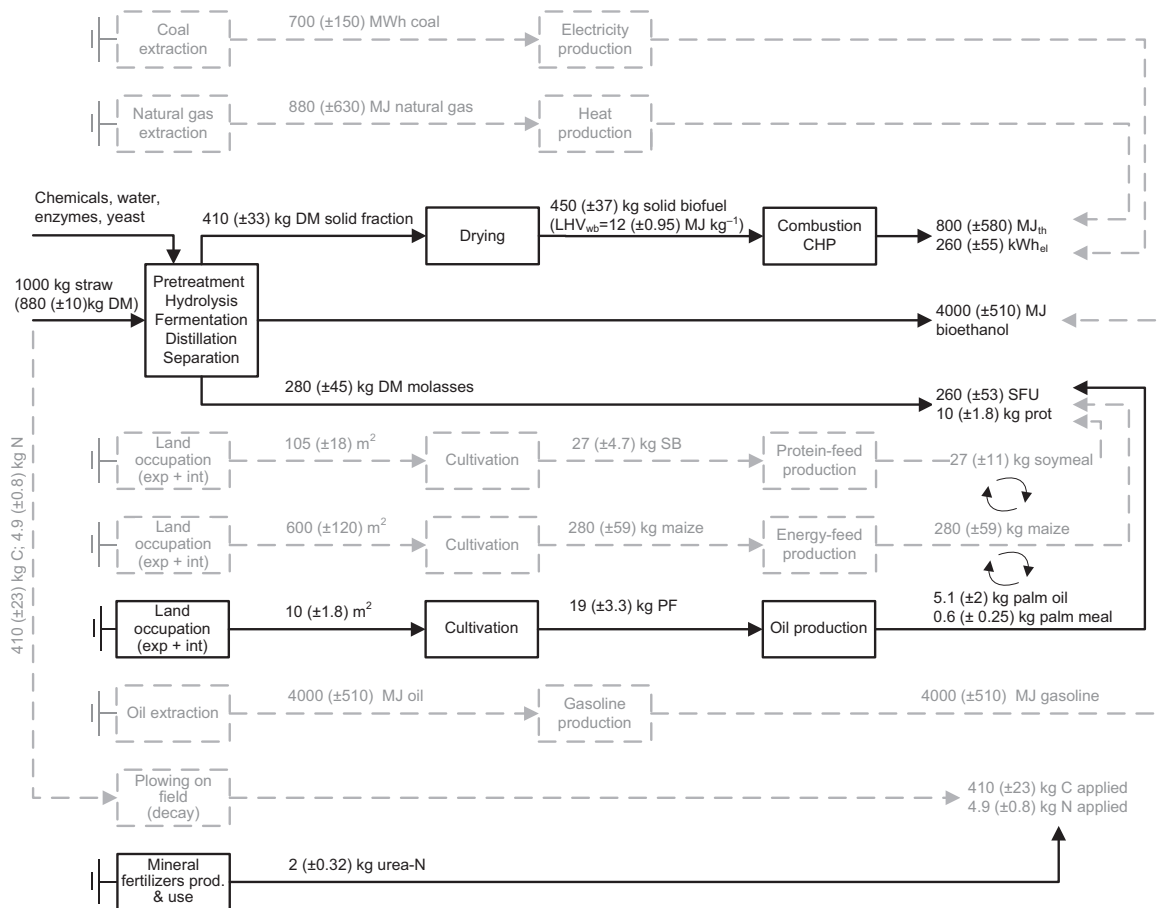 Coal
extraction
700 (±150) MWh coal
Electricity
production
Natural gas
extraction
880 (±630) MJ natural gas
Heat
production
Chemicals, water,
enzymes, yeast
410 (±33) kg DM solid fraction
Drying
450 (±37) kg solid biofuel
(LHVwb=12 (±0.95) MJ kg–1)
Combustion
CHP
800 (±580) MJth
260 (±55) kWhel
1000 kg straw
(880 (±10)kg DM)
Pretreatment
Hydrolysis
Fermentation
Distillation
Separation
4000 (±510) MJ
bioethanol
280 (±45) kg DM molasses
260 (±53) SFU
10 (±1.8) kg prot
410 (±23) kg C; 4.9 (±0.8) kg N
Land
occupation
(exp + int)
105 (±18) m2
Cultivation
27 (±4.7) kg SB
Protein-feed
production
27 (±11) kg soymeal
Land
occupation
(exp + int)
600 (±120) m2
Cultivation
280 (±59) kg maize
Energy-feed
production
280 (±59) kg maize
Land
occupation
(exp + int)
10 (±1.8) m2
Cultivation
19 (±3.3) kg PF
Oil production
5.1 (±2) kg palm oil
0.6 (± 0.25) kg palm meal
Oil extraction
4000 (±510)  MJ oil
Gasoline
production
4000 (±510)  MJ gasoline
Plowing on
field
(decay)
410 (±23) kg C applied
4.9 (±0.8) kg N applied
Mineral
fertilizers prod.
& use
2 (±0.32) kg urea-N